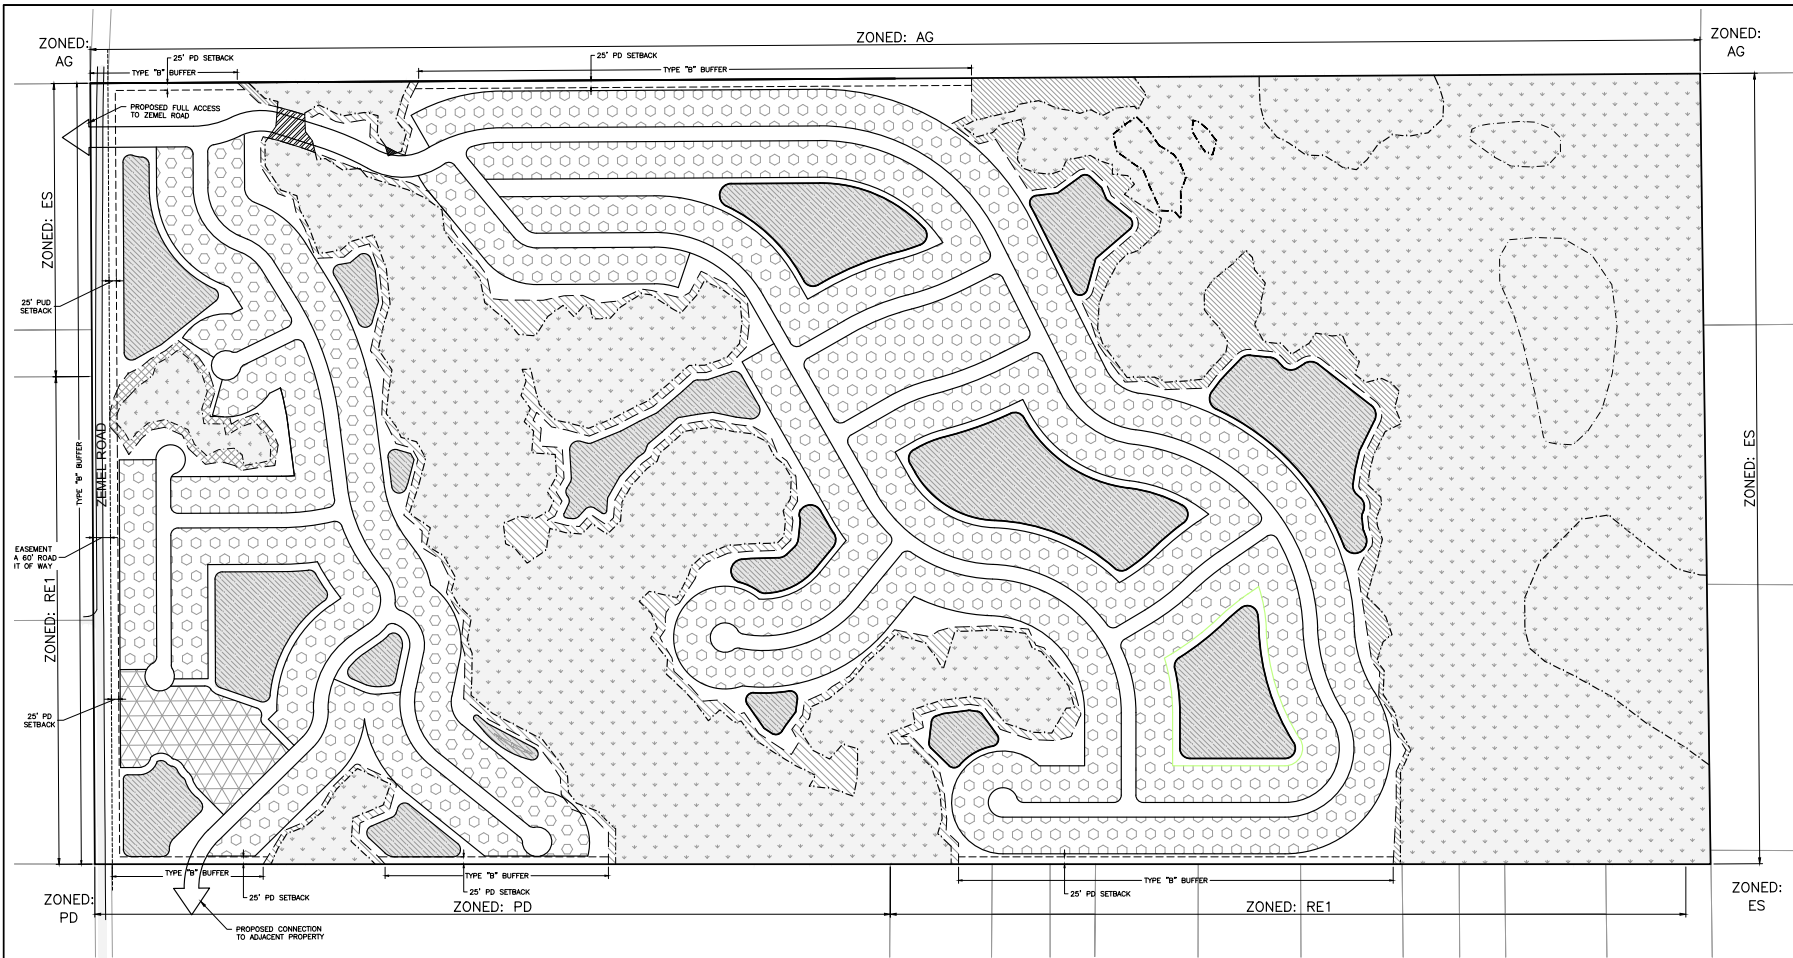 ZONED: AG
ZONED:
AG
ZONED:
AG
25' PD SETBACK
25' PD SETBACK
TYPE "B" BUFFER
TYPE "B" BUFFER
PROPOSED FULL ACCESS
TO ZEMEL ROAD
ZONED: ES
25' PUD
SETBACK
ZEMEL ROAD
TYPE "B" BUFFER
ZONED: ES
EASEMENT
A 60' ROAD
IT OF WAY
ZONED: RE1
25' PD
SETBACK
TYPE "B" BUFFER
TYPE "B" BUFFER
TYPE "B" BUFFER
25' PD SETBACK
25' PD SETBACK
25' PD SETBACK
ZONED:
PD
ZONED: PD
ZONED: RE1
ZONED:
ES
PROPOSED CONNECTION
TO ADJACENT PROPERTY